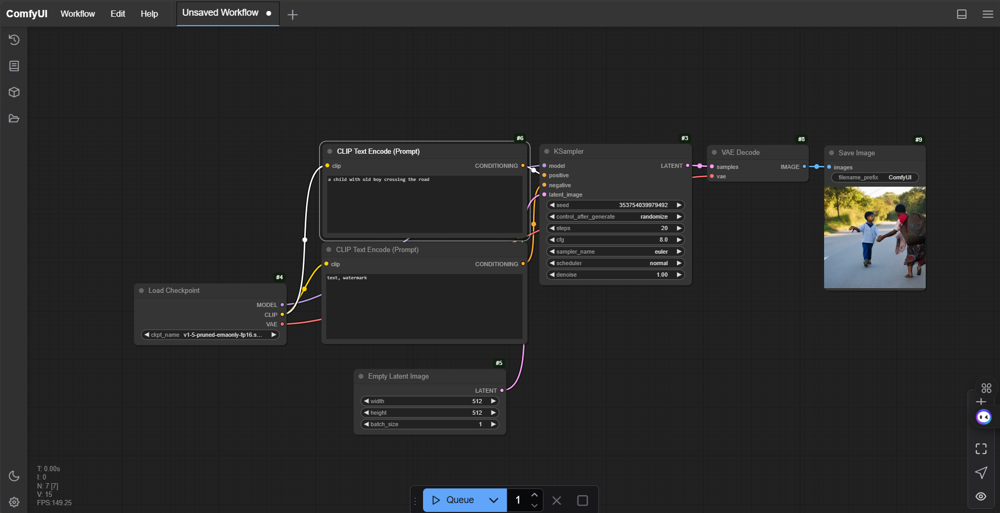 ComfyUI Workflow Edit Help Unsaved Workflow
#6
CLIP Text Encode (Prompt)
clip CONDITIONING
a child with old boy crossing the road
CLIP Text Encode (Prompt)
clip CONDITIONING
text, watermark
#4
Load Checkpoint
MODEL
CLIP
VAE
ckpt_name v1-5-pruned-emaonly-fp16.s...
#5
Empty Latent Image
LATENT
width 512
height 512
batch_size 1
#3
KSampler
model LATENT
positive
negative
latent_image
seed 353754039979492
control_after_generate randomize
steps 20
cfg 8.0
sampler_name euler
scheduler normal
denoise 1.00
#8
VAE Decode
samples IMAGE
vae
#9
Save Image
images
filename_prefix ComfyUI
T: 0.00s
I: 0
N: 7 [7]
V: 15
FPS:149.25
Queue 1